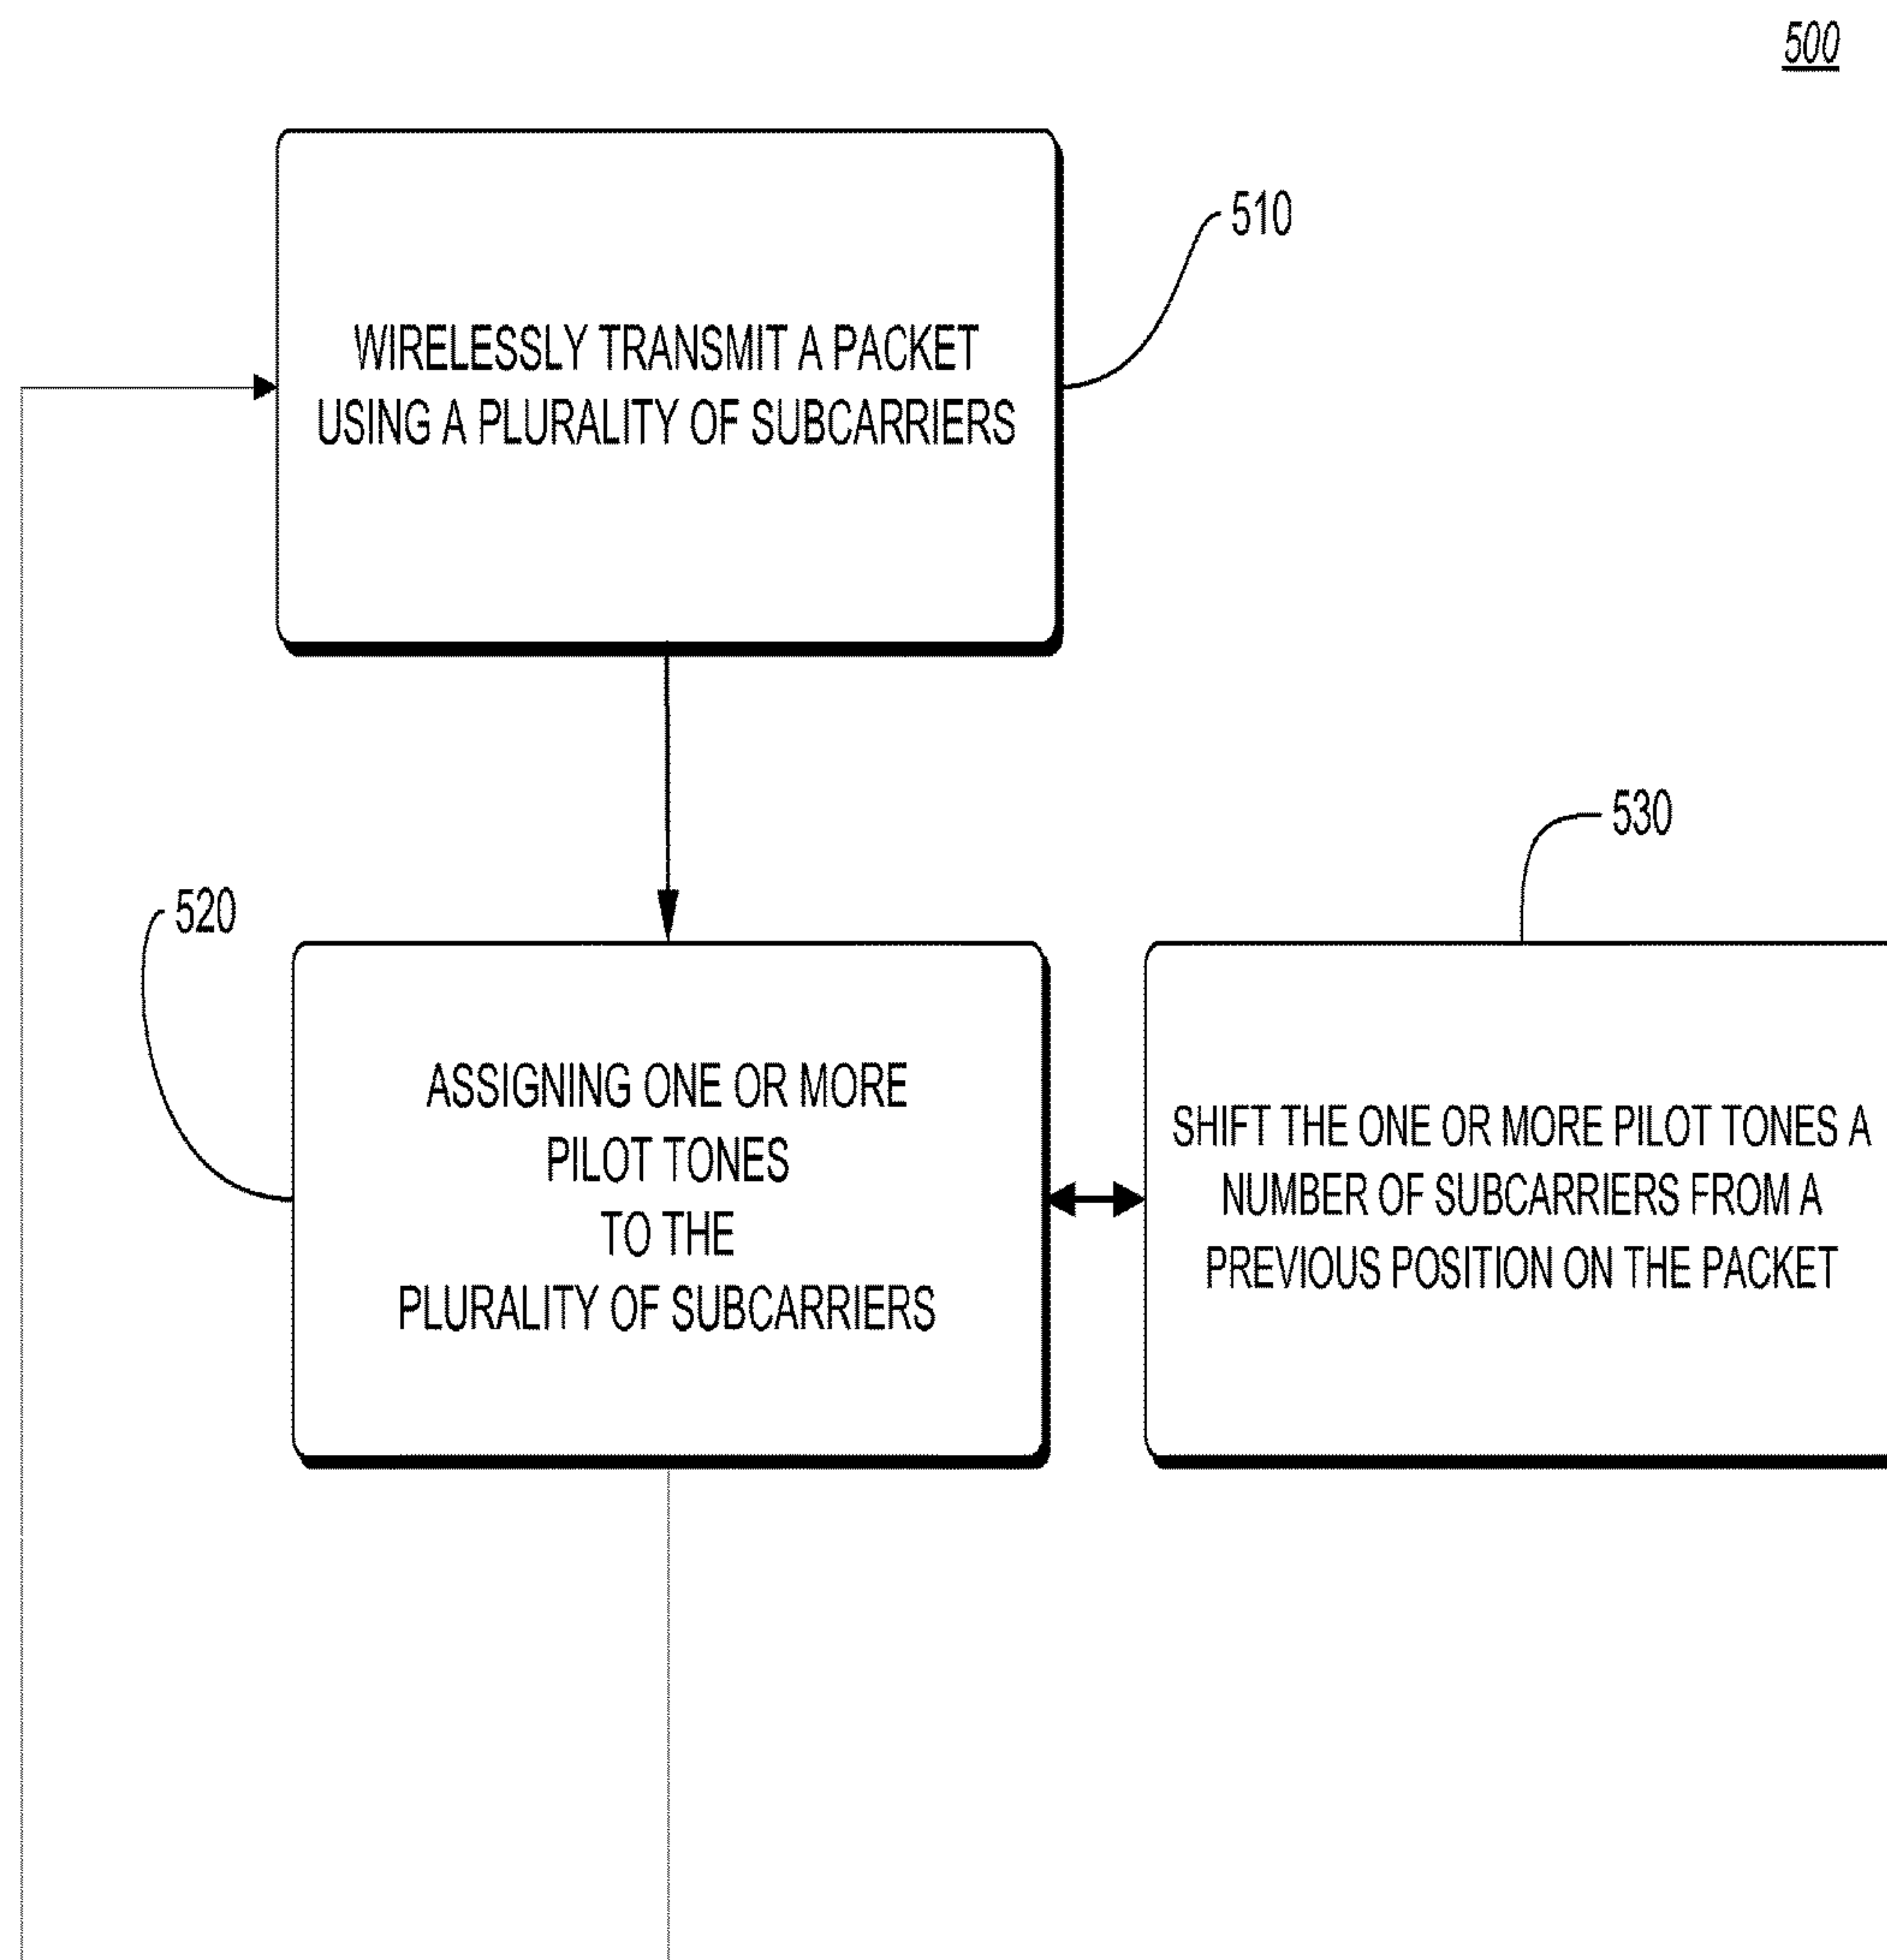 500
510
WIRELESSLY TRANSMIT A PACKET
USING A PLURALITY OF SUBCARRIERS
520
530
ASSIGNING ONE OR MORE
PILOT TONES
TO THE
PLURALITY OF SUBCARRIERS
SHIFT THE ONE OR MORE PILOT TONES A
NUMBER OF SUBCARRIERS FROM A
PREVIOUS POSITION ON THE PACKET